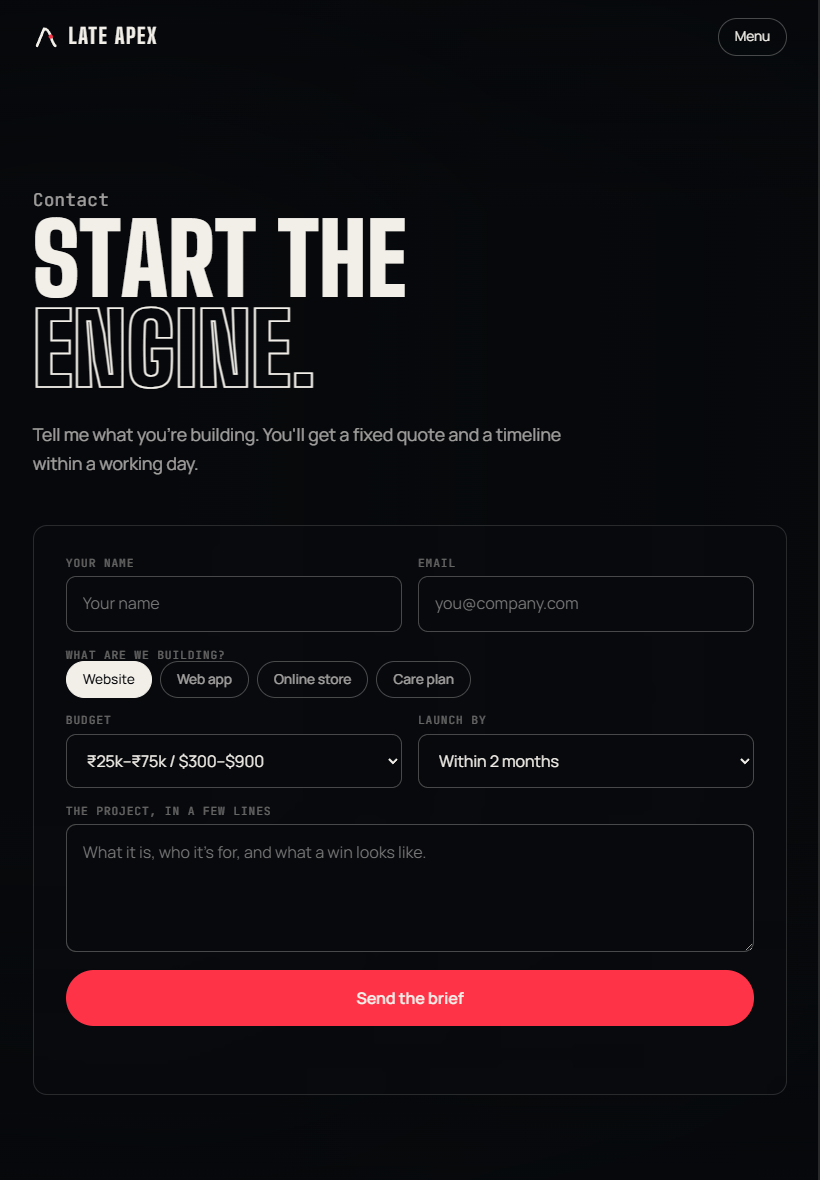 LATE APEX
Menu
Contact
START THE
ENGINE.
Tell me what you're building. You'll get a fixed quote and a timeline
within a working day.
YOUR NAME
EMAIL
Your name
you@company.com
WHAT ARE WE BUILDING?
Website
Web app
Online store
Care plan
BUDGET
LAUNCH BY
₹25k–₹75k / $300–$900
Within 2 months
THE PROJECT, IN A FEW LINES
What it is, who it's for, and what a win looks like.
Send the brief